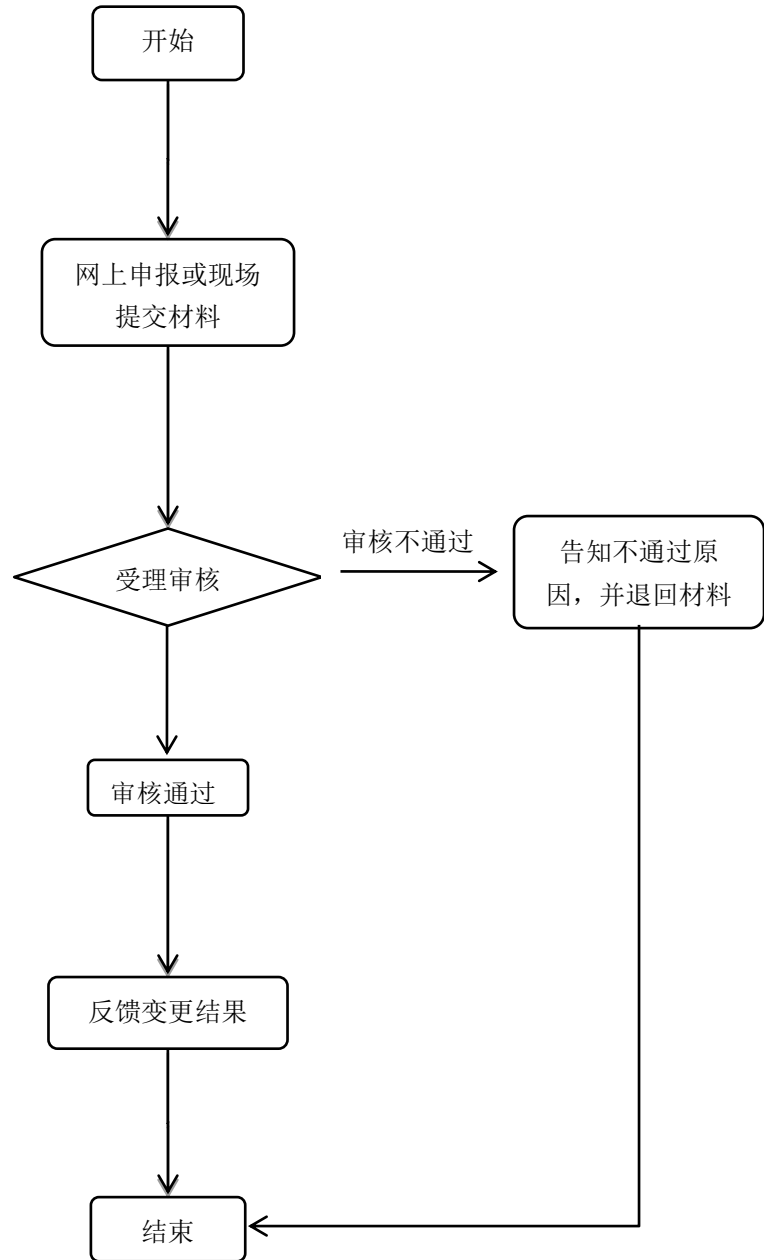 开始
网上申报或现场
提交材料
审核不通过
受理审核
告知不通过原
因，并退回材料
审核通过
反馈变更结果
结束